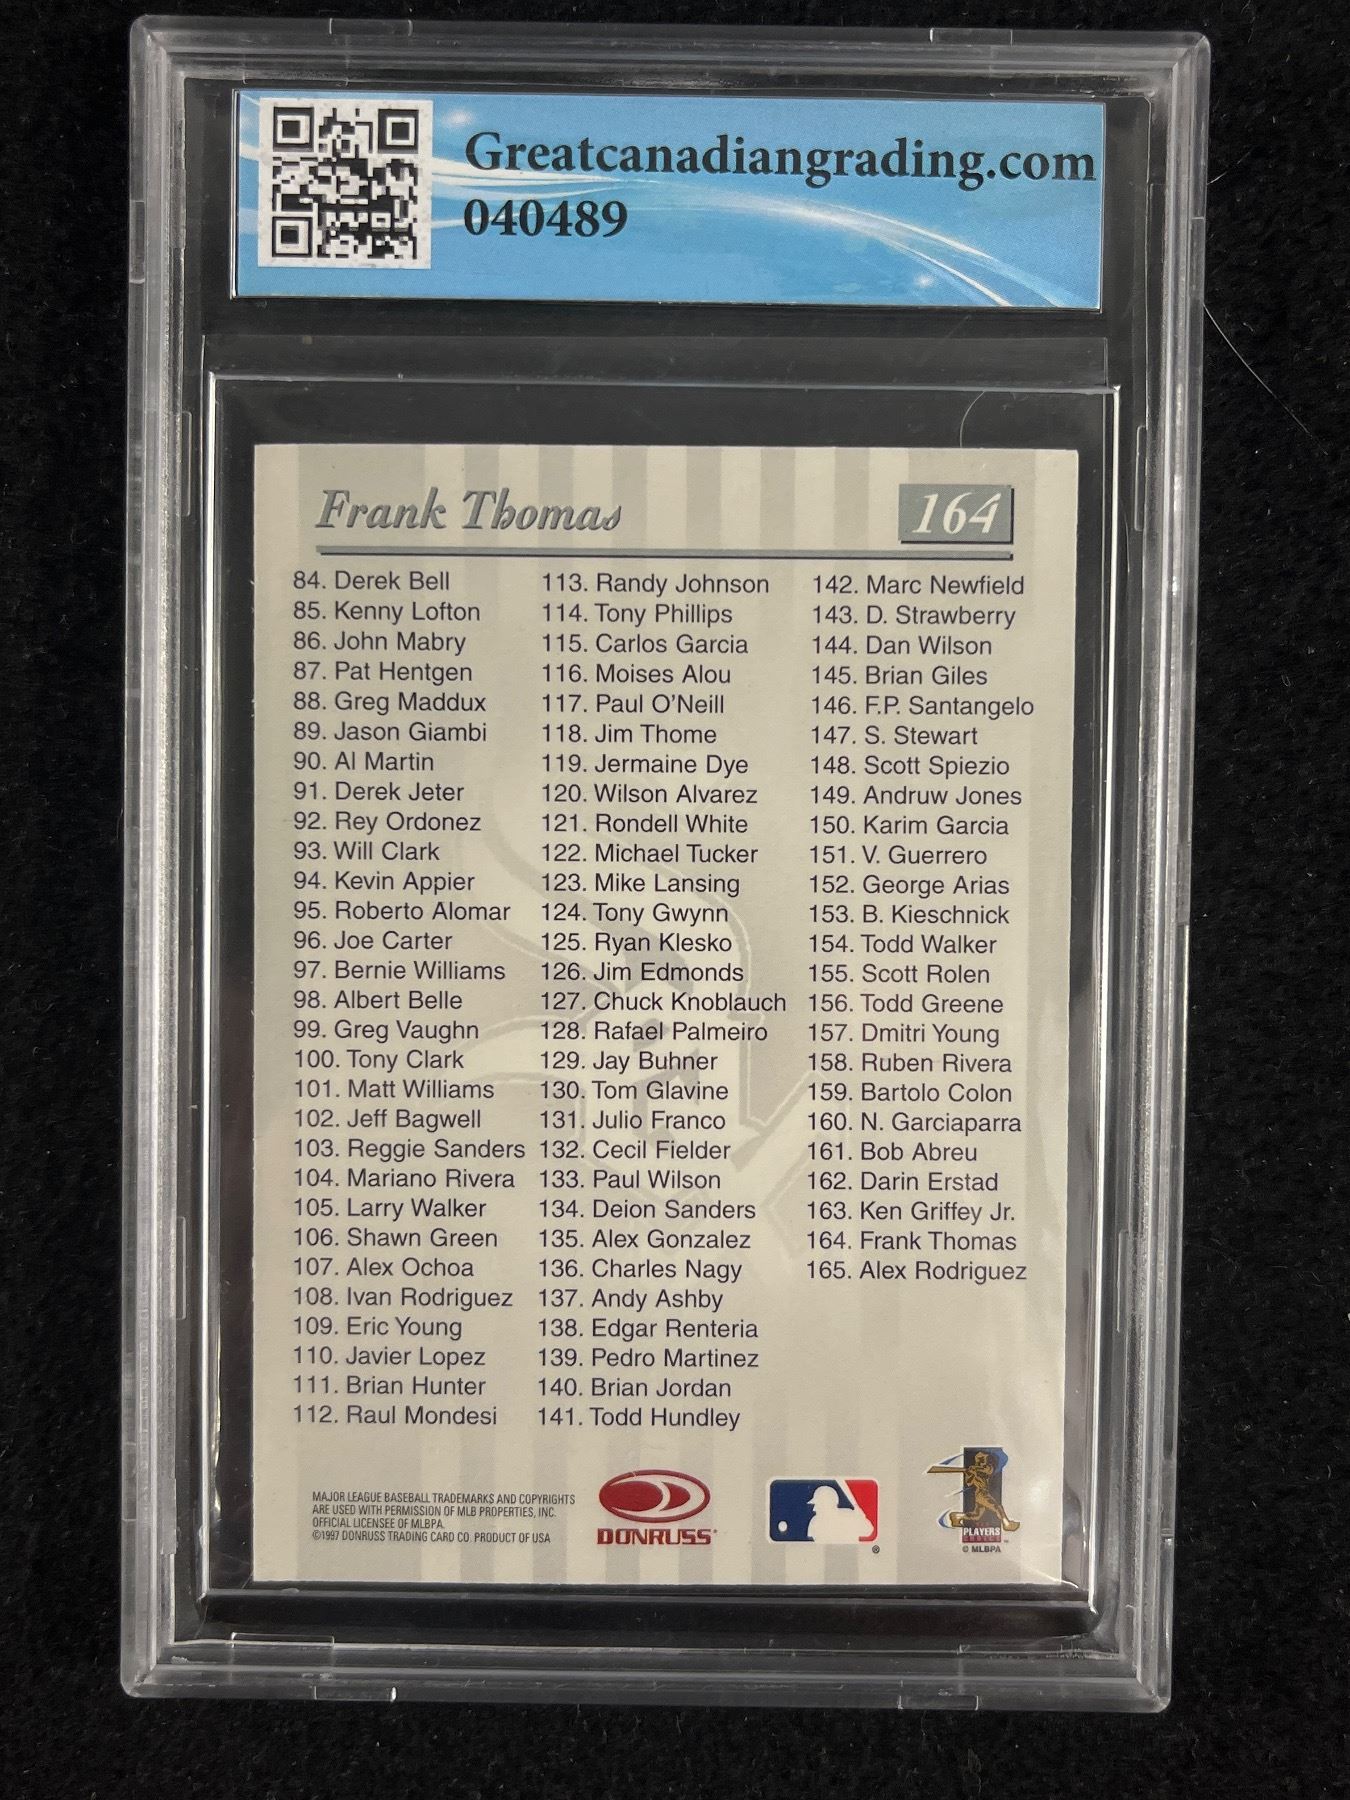 Greatcanadiangrading.com
040489
Frank Thomas
164
84. Derek Bell
85. Kenny Lofton
86. John Mabry
87. Pat Hentgen
88. Greg Maddux
89. Jason Giambi
90. Al Martin
91. Derek Jeter
92. Rey Ordonez
93. Will Clark
94. Kevin Appier
95. Roberto Alomar
96. Joe Carter
97. Bernie Williams
98. Albert Belle
99. Greg Vaughn
100. Tony Clark
101. Matt Williams
102. Jeff Bagwell
103. Reggie Sanders
104. Mariano Rivera
105. Larry Walker
106. Shawn Green
107. Alex Ochoa
108. Ivan Rodriguez
109. Eric Young
110. Javier Lopez
111. Brian Hunter
112. Raul Mondesi
113. Randy Johnson
114. Tony Phillips
115. Carlos Garcia
116. Moises Alou
117. Paul O'Neill
118. Jim Thome
119. Jermaine Dye
120. Wilson Alvarez
121. Rondell White
122. Michael Tucker
123. Mike Lansing
124. Tony Gwynn
125. Ryan Klesko
126. Jim Edmonds
127. Chuck Knoblauch
128. Rafael Palmeiro
129. Jay Buhner
130. Tom Glavine
131. Julio Franco
132. Cecil Fielder
133. Paul Wilson
134. Deion Sanders
135. Alex Gonzalez
136. Charles Nagy
137. Andy Ashby
138. Edgar Renteria
139. Pedro Martinez
140. Brian Jordan
141. Todd Hundley
142. Marc Newfield
143. D. Strawberry
144. Dan Wilson
145. Brian Giles
146. F.P. Santangelo
147. S. Stewart
148. Scott Spiezio
149. Andruw Jones
150. Karim Garcia
151. V. Guerrero
152. George Arias
153. B. Kieschnick
154. Todd Walker
155. Scott Rolen
156. Todd Greene
157. Dmitri Young
158. Ruben Rivera
159. Bartolo Colon
160. N. Garciaparra
161. Bob Abreu
162. Darin Erstad
163. Ken Griffey Jr.
164. Frank Thomas
165. Alex Rodriguez
MAJOR LEAGUE BASEBALL TRADEMARKS AND COPYRIGHTS
ARE USED WITH PERMISSION OF MLB PROPERTIES, INC.
OFFICIAL LICENSEE OF MLBPA.
©1997 DONRUSS TRADING CARD CO. PRODUCT OF USA
DONRUSS
®
PLAYERS
CHOICE
© MLBPA